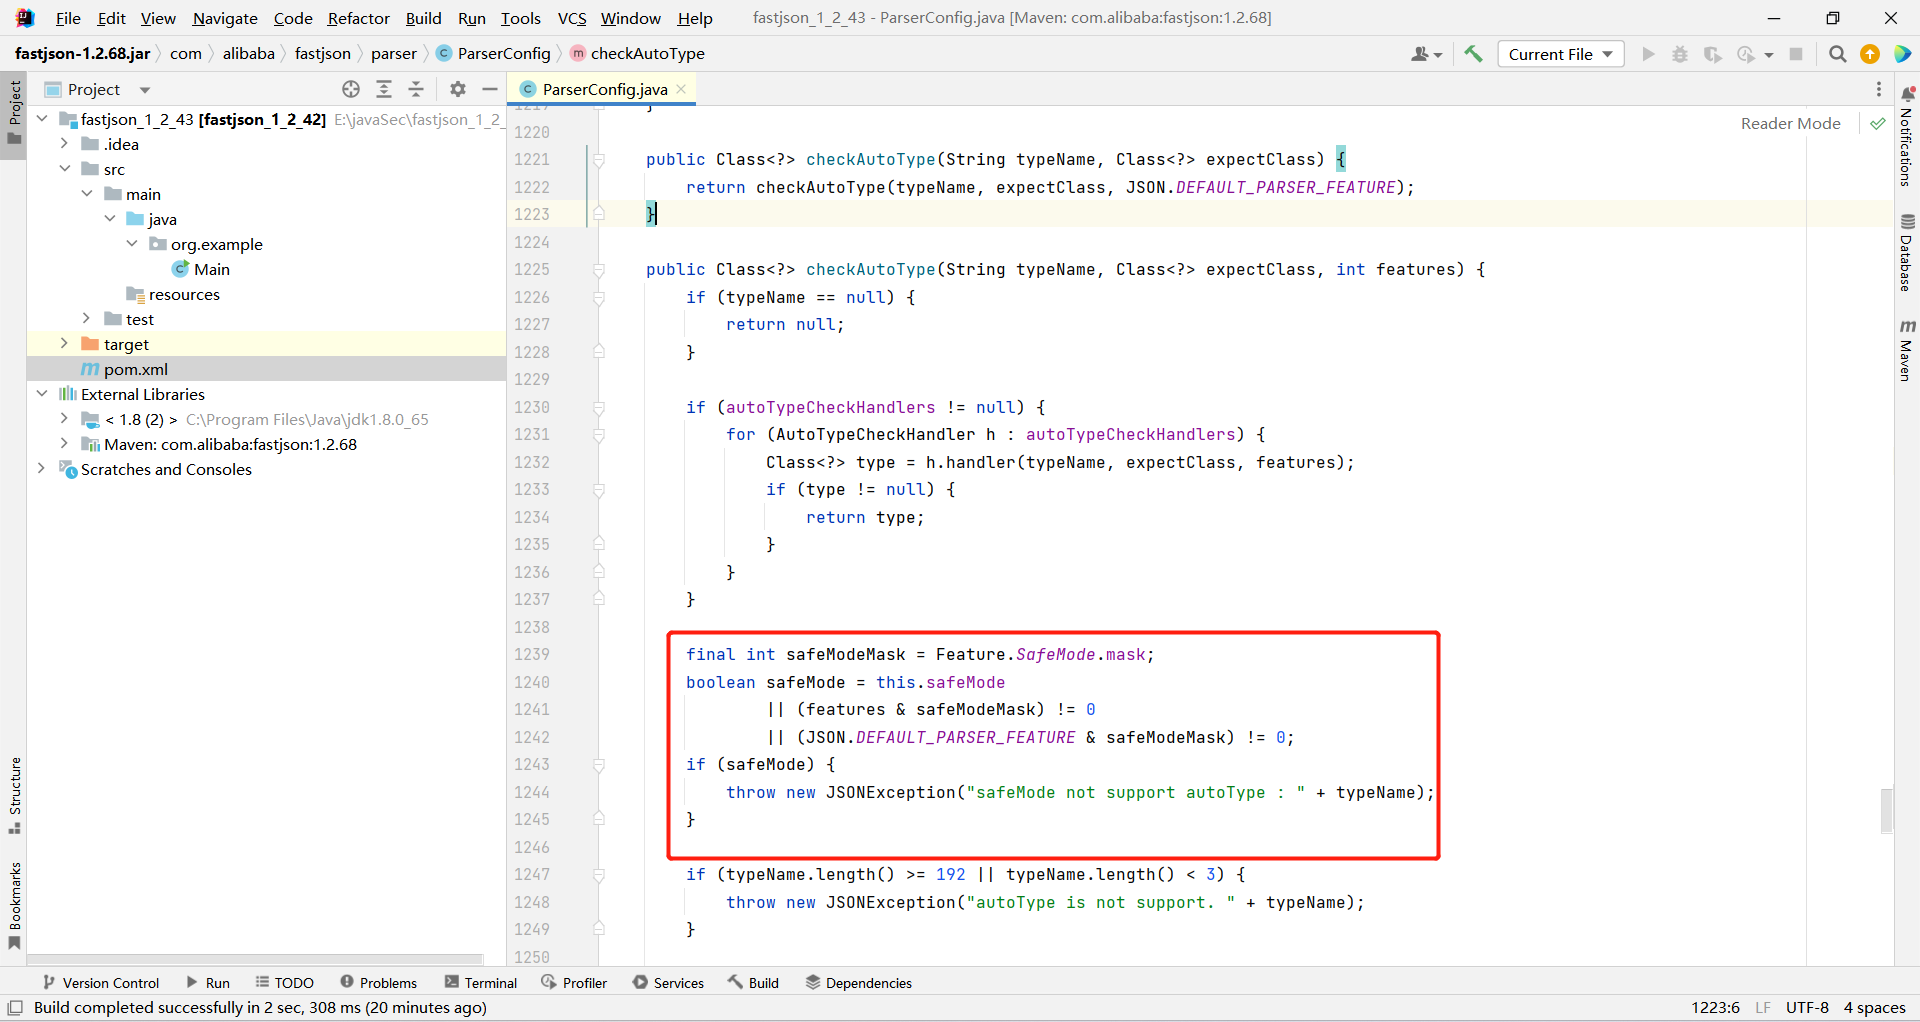 File Edit View Navigate Code Refactor Build Run Tools VCS Window Help fastjson_1_2_43 - ParserConfig.java [Maven: com.alibaba:fastjson:1.2.68]
fastjson-1.2.68.jar com alibaba fastjson parser ParserConfig checkAutoType Current File
Project
Project
ParserConfig.java
fastjson_1_2_43 [fastjson_1_2_42] E:\javaSec\fastjson_1_2_
.idea
src
main
java
org.example
Main
resources
test
target
pom.xml
External Libraries
< 1.8 (2) > C:\Program Files\Java\jdk1.8.0_65
Maven: com.alibaba:fastjson:1.2.68
Scratches and Consoles
Structure
Bookmarks
Reader Mode
1219 }
1220
1221 public Class<?> checkAutoType(String typeName, Class<?> expectClass) {
1222 return checkAutoType(typeName, expectClass, JSON.DEFAULT_PARSER_FEATURE);
1223 }
1224
1225 public Class<?> checkAutoType(String typeName, Class<?> expectClass, int features) {
1226 if (typeName == null) {
1227 return null;
1228 }
1229
1230 if (autoTypeCheckHandlers != null) {
1231 for (AutoTypeCheckHandler h : autoTypeCheckHandlers) {
1232 Class<?> type = h.handler(typeName, expectClass, features);
1233 if (type != null) {
1234 return type;
1235 }
1236 }
1237 }
1238
1239 final int safeModeMask = Feature.SafeMode.mask;
1240 boolean safeMode = this.safeMode
1241 || (features & safeModeMask) != 0
1242 || (JSON.DEFAULT_PARSER_FEATURE & safeModeMask) != 0;
1243 if (safeMode) {
1244 throw new JSONException("safeMode not support autoType : " + typeName);
1245 }
1246
1247 if (typeName.length() >= 192 || typeName.length() < 3) {
1248 throw new JSONException("autoType is not support. " + typeName);
1249 }
1250
Notifications
Database
Maven
Version Control Run TODO Problems Terminal Profiler Services Build Dependencies
Build completed successfully in 2 sec, 308 ms (20 minutes ago) 1223:6 LF UTF-8 4 spaces